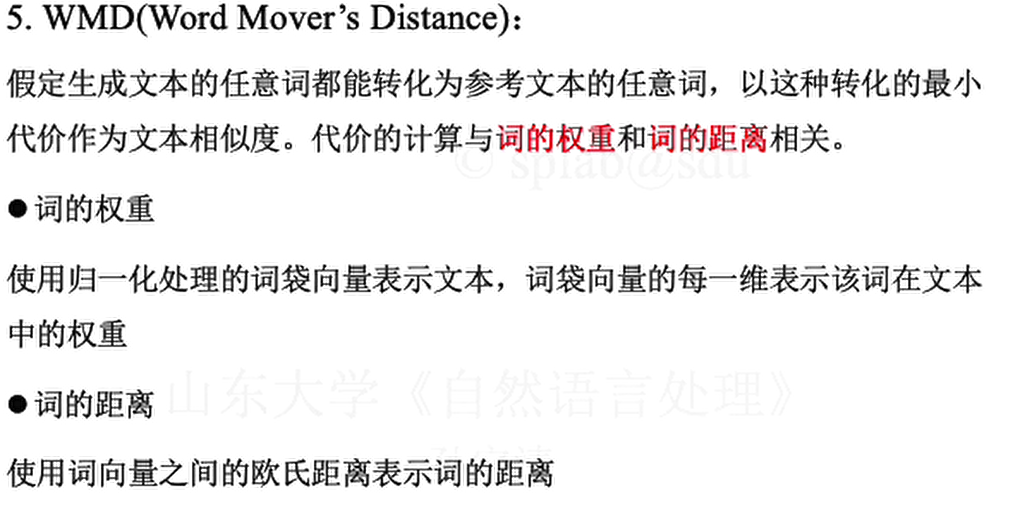 5. WMD(Word Mover's Distance)：
假定生成文本的任意词都能转化为参考文本的任意词，以这种转化的最小
代价作为文本相似度。代价的计算与词的权重和词的距离相关。
© splab@sdu
●词的权重
使用归一化处理的词袋向量表示文本，词袋向量的每一维表示该词在文本
中的权重
●词的距离
山东大学《自然语言处理》
使用词向量之间的欧氏距离表示词的距离